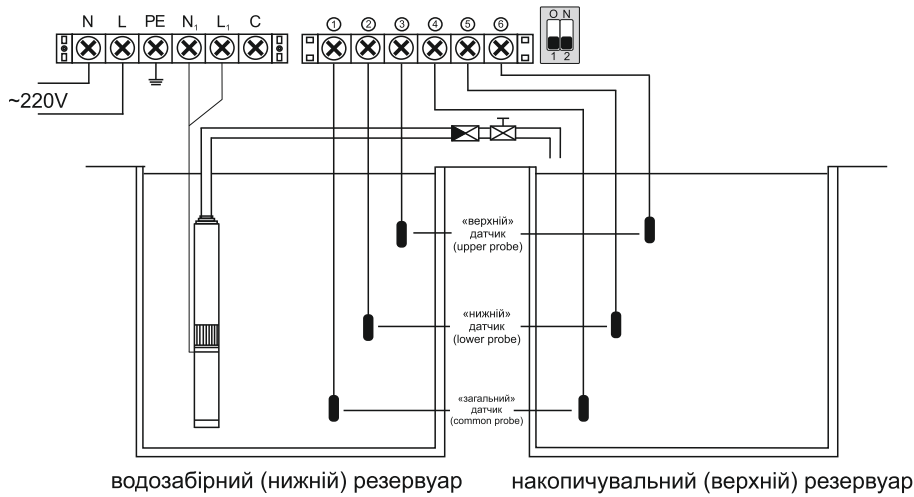 N L PE N₁ L₁ C ① ② ③ ④ ⑤ ⑥ O N
1 2
~220V
«верхній»
датчик
(upper probe)
«нижній»
датчик
(lower probe)
«загальний»
датчик
(common probe)
водозабірний (нижній) резервуар накопичувальний (верхній) резервуар